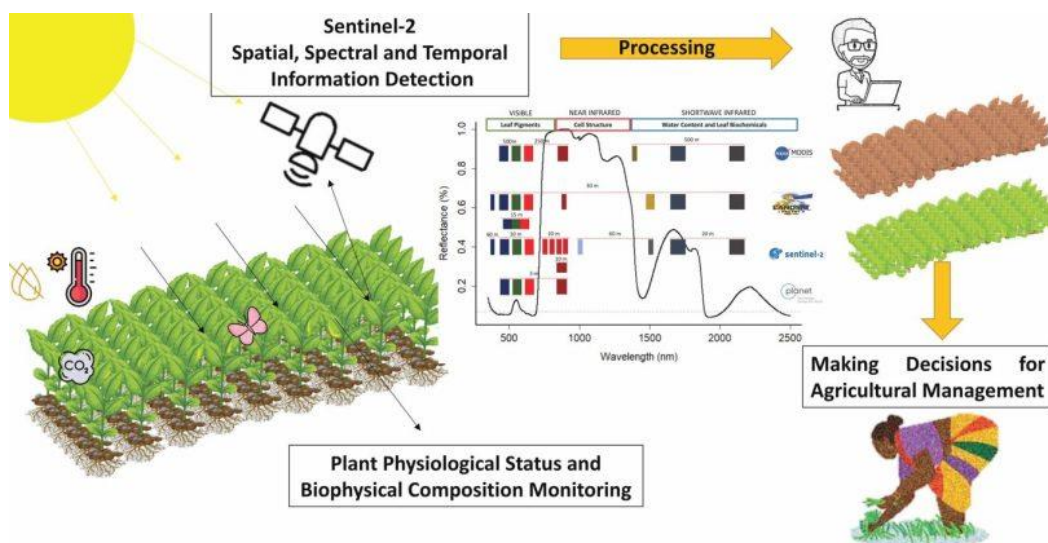 Sentinel-2
Spatial, Spectral and Temporal
Information Detection
Processing
VISIBLE NEAR INFRARED SHORTWAVE INFRARED
Leaf Pigments Cell Structure Water Content and Leaf Biochemicals
1.0
0.8
0.6
0.4
0.2
Reflectance (%)
500m 250 m 500 m
MODIS
30 m
15 m
LANDSAT
60 m 10 m 20 m 60 m 20 m
10 m
sentinel-2
3 m
planet
500 1000 1500 2000 2500
Wavelength (nm)
CO2
Plant Physiological Status and
Biophysical Composition Monitoring
Making Decisions for
Agricultural Management